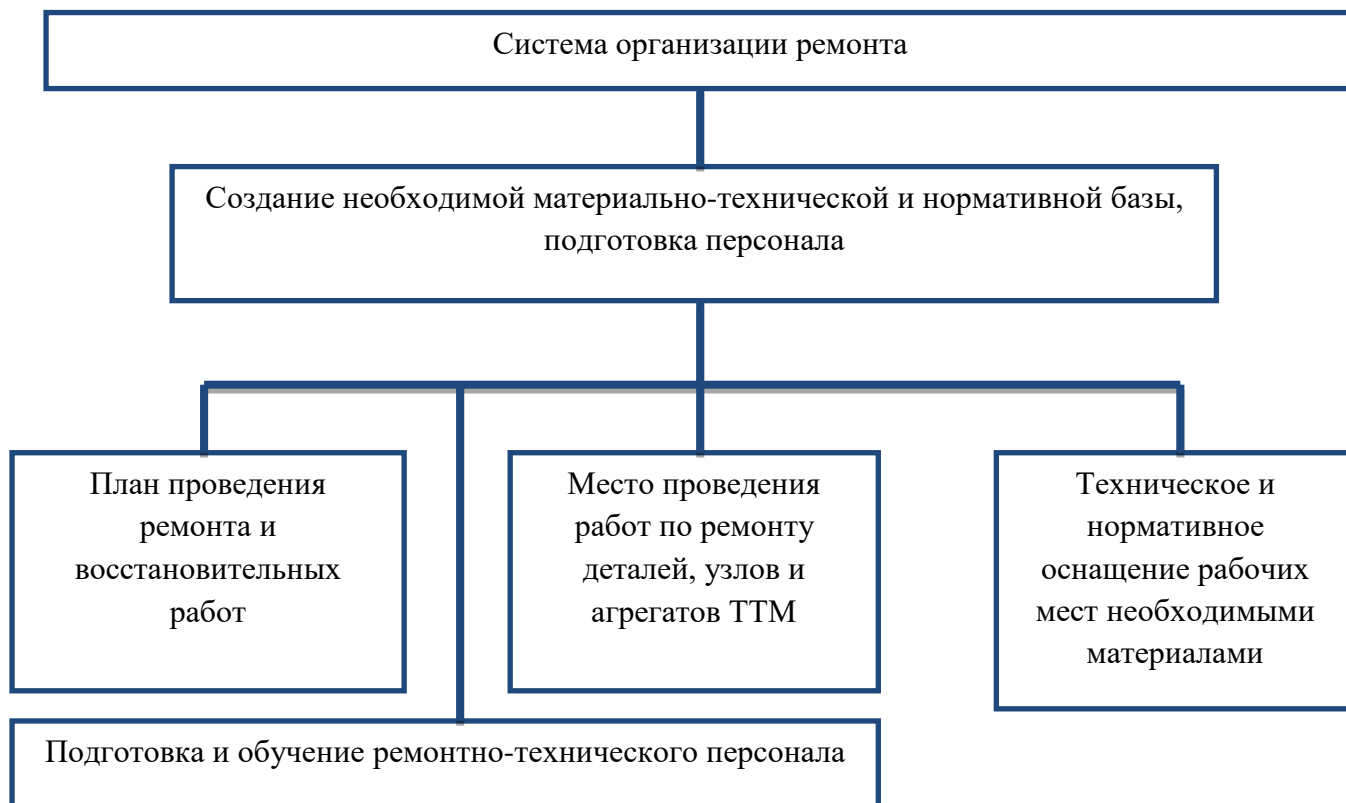 Система организации ремонта
Создание необходимой материально-технической и нормативной базы,
подготовка персонала
План проведения
ремонта и
восстановительных
работ
Место проведения
работ по ремонту
деталей, узлов и
агрегатов ТТМ
Техническое и
нормативное
оснащение рабочих
мест необходимыми
материалами
Подготовка и обучение ремонтно-технического персонала